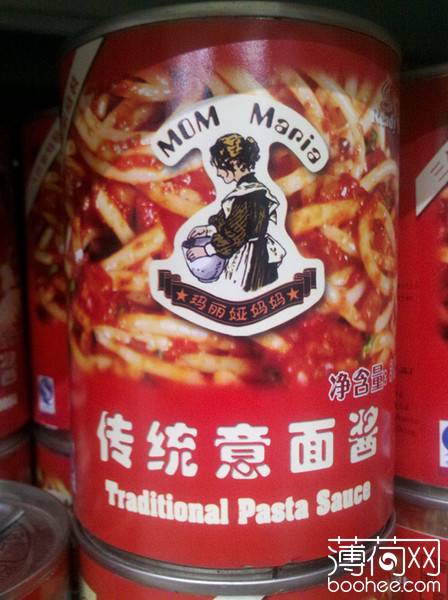 MOM Maria
★玛丽娅妈妈★
净含量:
传统意面酱
Traditional Pasta Sauce
薄荷网
boohee.com